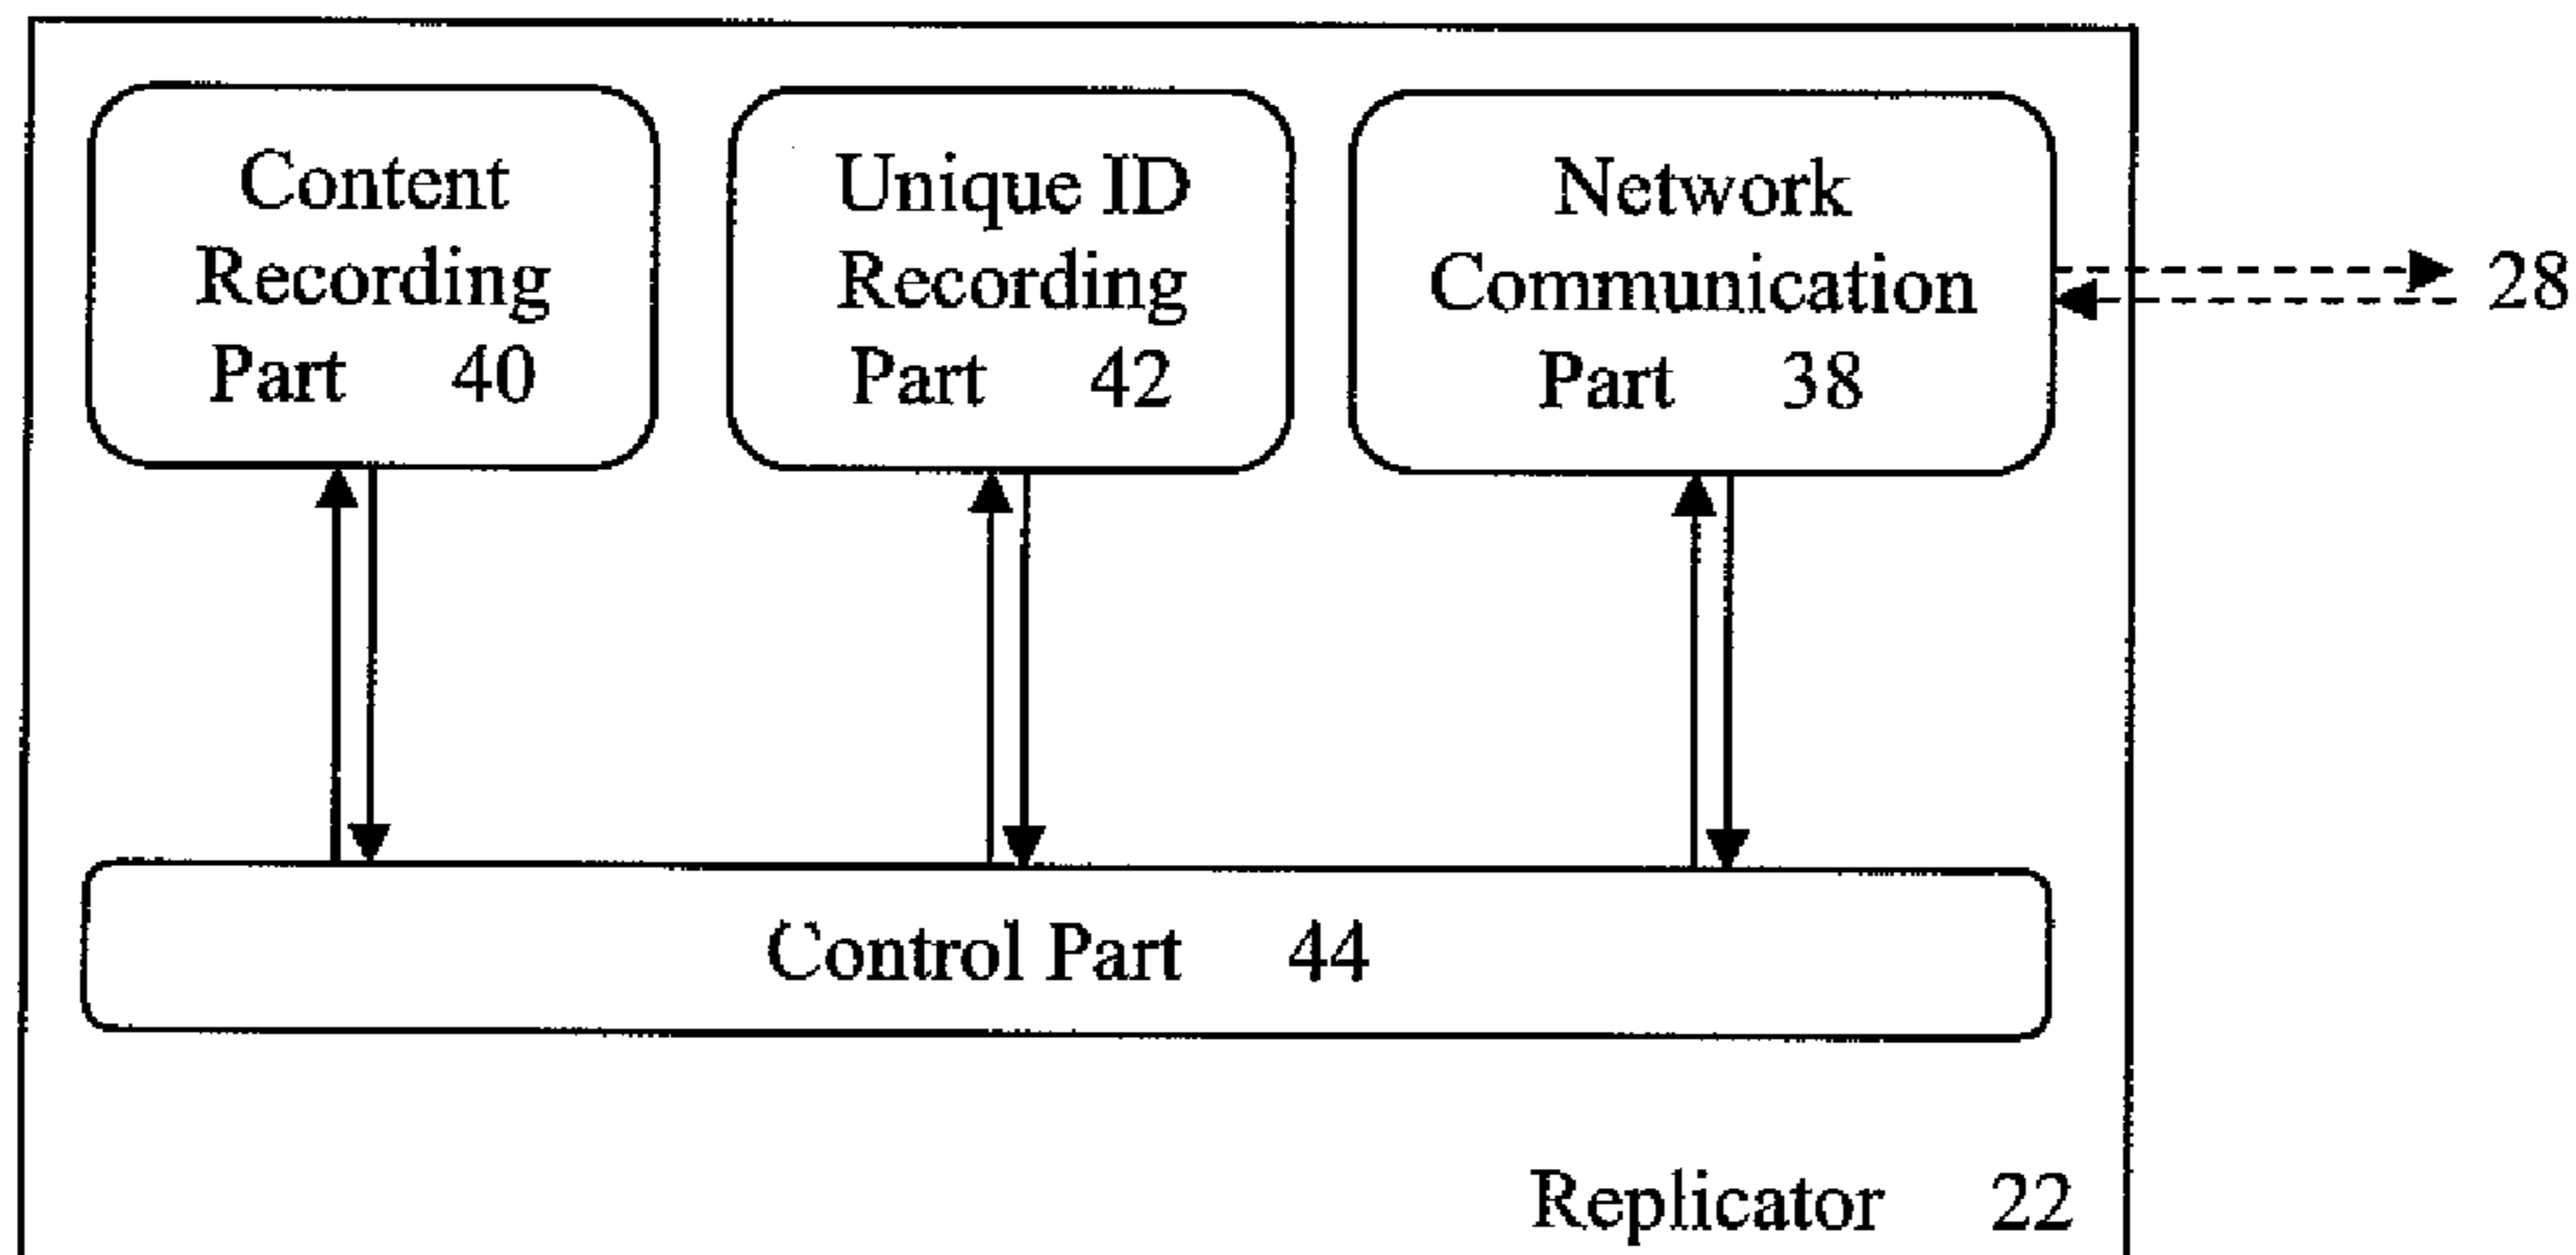 Content
Recording
Part 40
Unique ID
Recording
Part 42
Network
Communication
Part 38
28
Control Part 44
Replicator 22